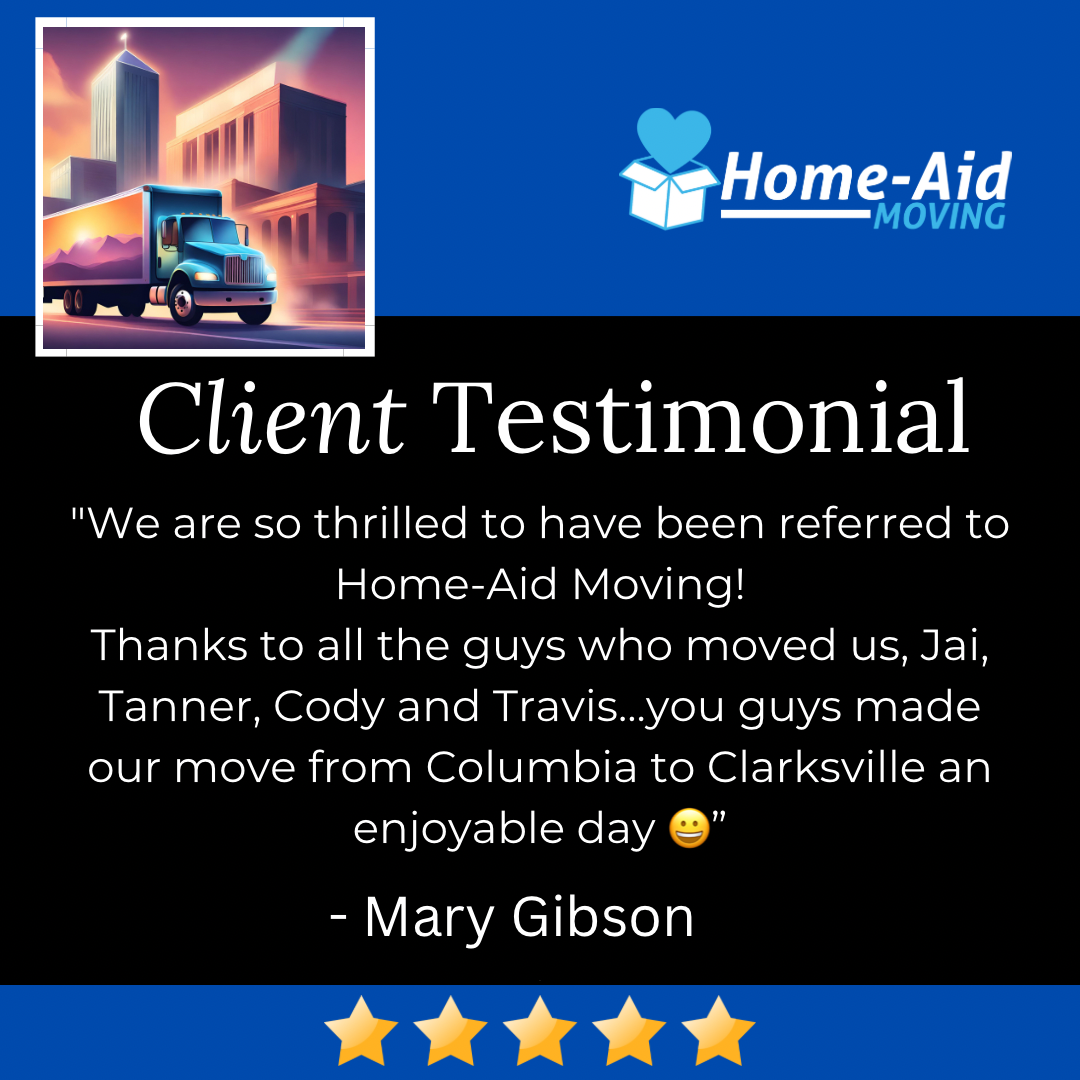 Home-Aid
MOVING
Client Testimonial
"We are so thrilled to have been referred to
Home-Aid Moving!
Thanks to all the guys who moved us, Jai,
Tanner, Cody and Travis...you guys made
our move from Columbia to Clarksville an
enjoyable day 😀”
- Mary Gibson